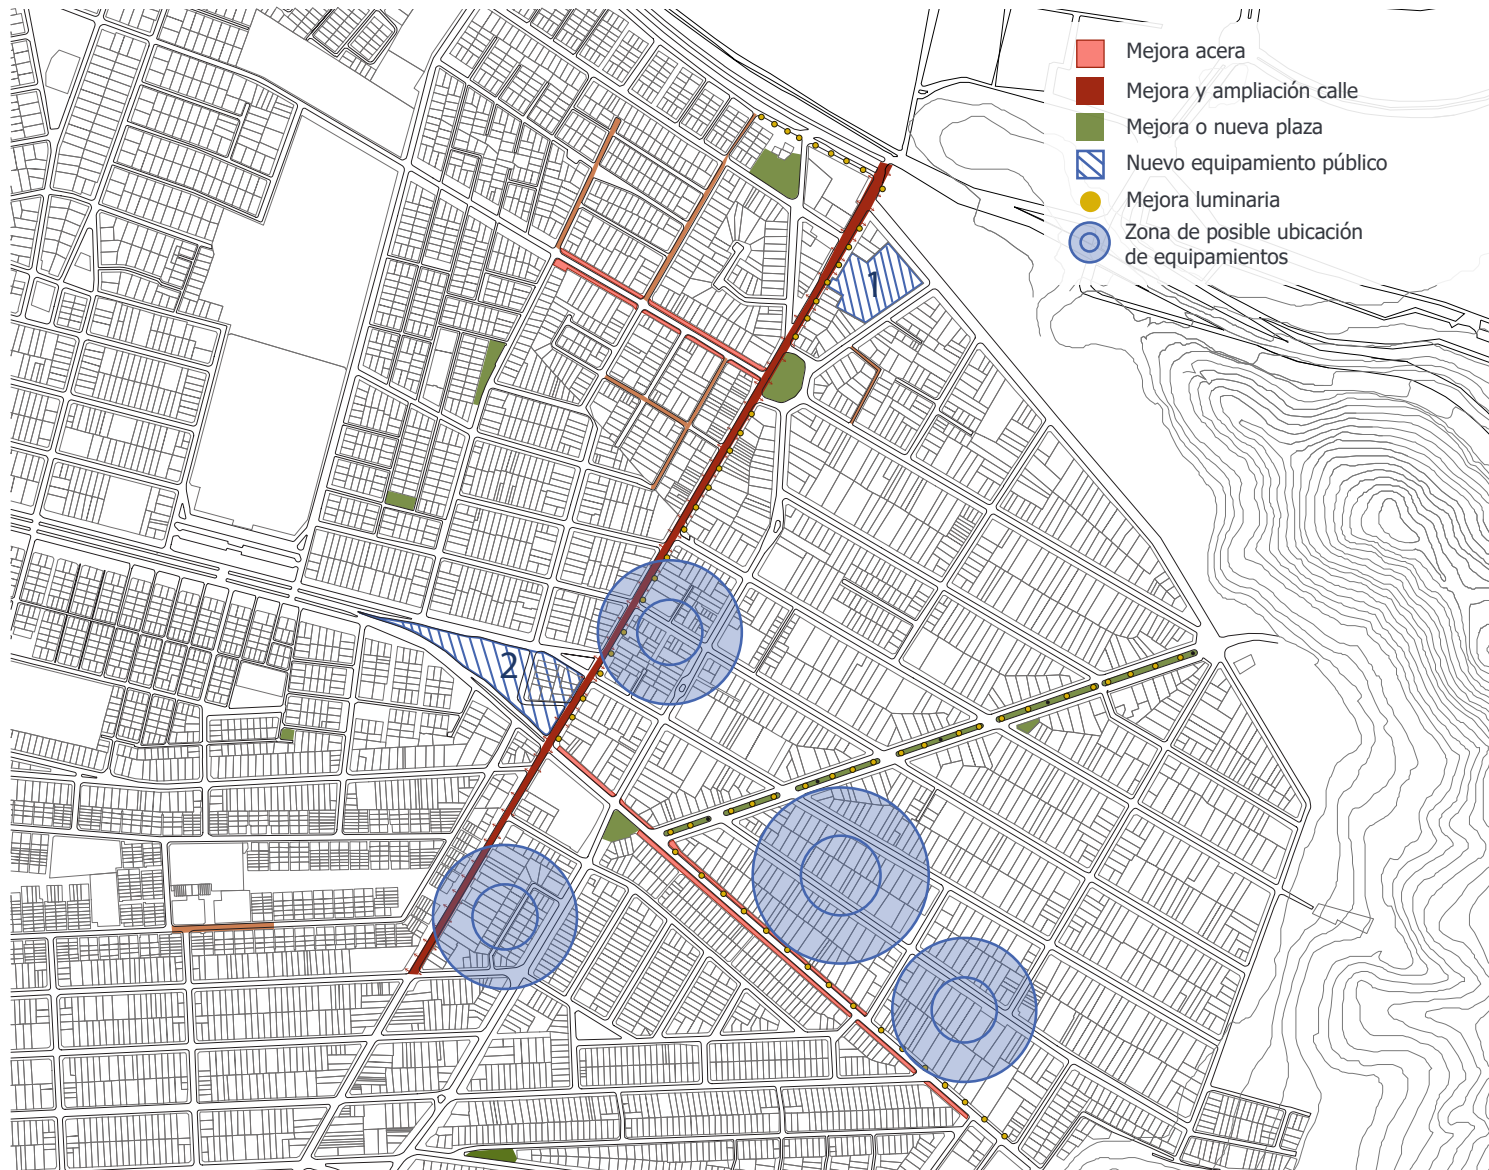 Mejora acera
Mejora y ampliación calle
Mejora o nueva plaza
Nuevo equipamiento público
Mejora luminaria
Zona de posible ubicación
de equipamientos
1
2